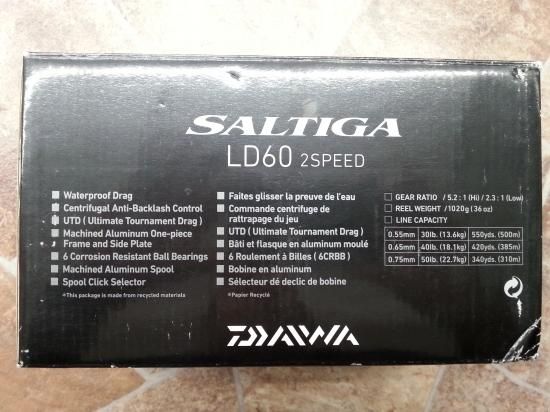 SALTIGA
LD60 2SPEED
Waterproof Drag
Centrifugal Anti-Backlash Control
UTD ( Ultimate Tournament Drag )
Machined Aluminum One-piece
Frame and Side Plate
6 Corrosion Resistant Ball Bearings
Machined Aluminum Spool
Spool Click Selector
*This package is made from recycled materials
Faites glisser la preuve de l'eau
Commande centrifuge de
rattrapage du jeu
UTD ( Ultimate Tournament Drag )
Bâti et flasque en aluminum moulé
6 Roulement à Billes ( 6CRBB )
Bobine en aluminum
Sélecteur dé declic de bobine
*Papier Recyclé
GEAR RATIO / 5.2 : 1 (Hi) / 2.3 : 1 (Low)
REEL WEIGHT / 1020g (36 oz)
LINE CAPACITY
0.55mm 30lb. (13.6kg) 550yds. (500m)
0.65mm 40lb. (18.1kg) 420yds. (385m)
0.75mm 50lb. (22.7kg) 340yds. (310m)
DAIWA